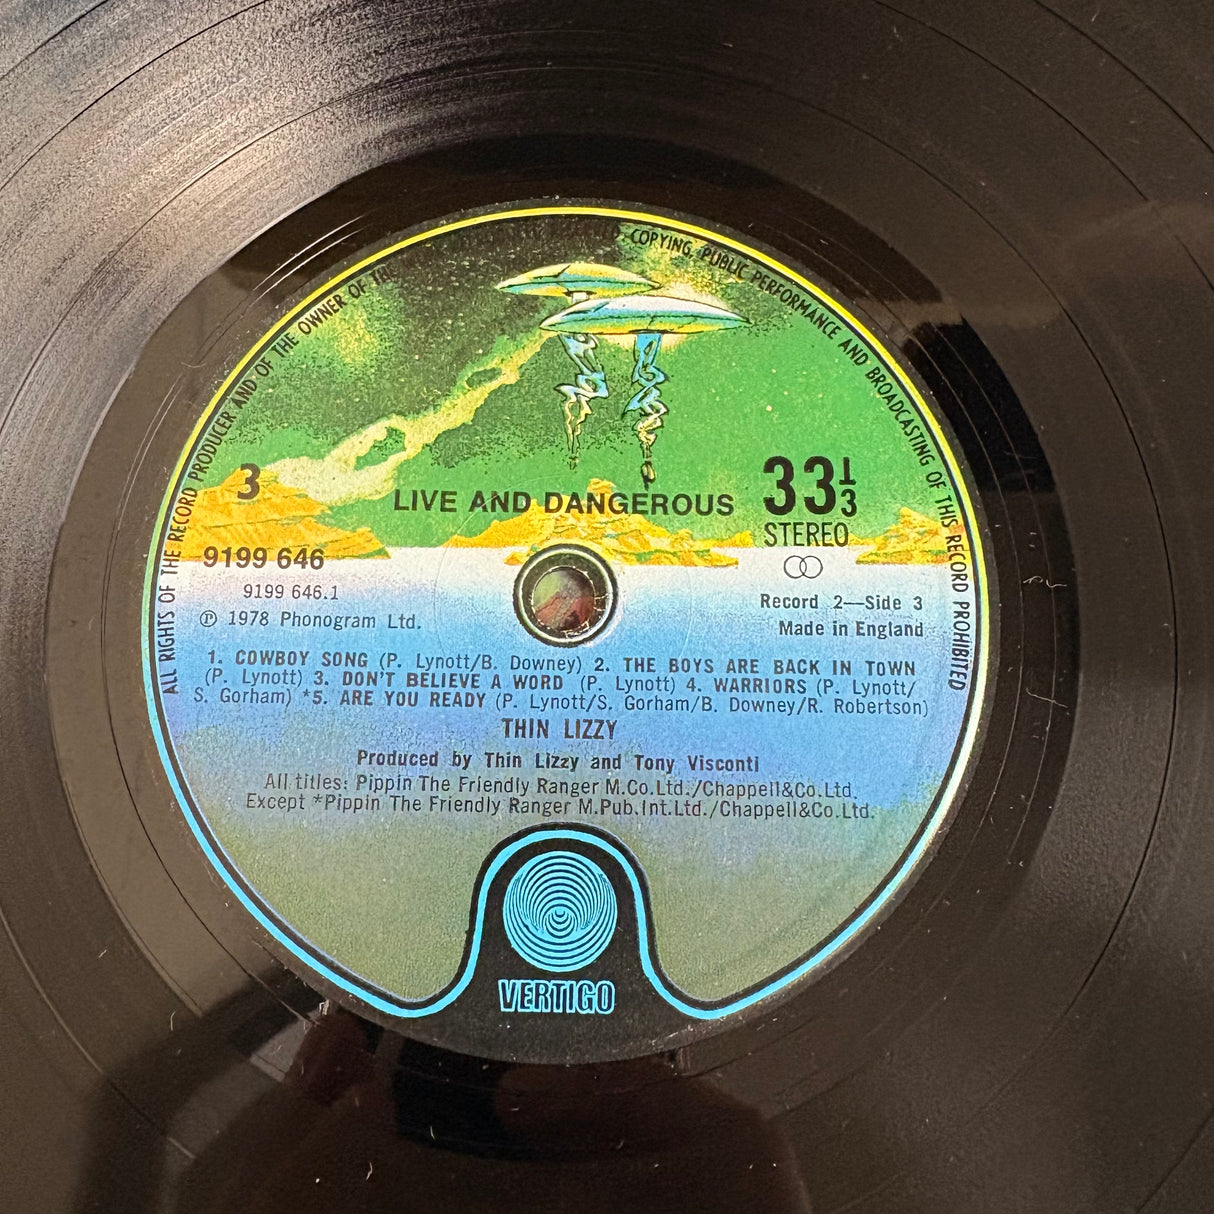 ALL RIGHTS OF THE RECORD PRODUCER AND OF THE OWNER OF THE COPYING, PUBLIC PERFORMANCE AND BROADCASTING OF THIS RECORD PROHIBITED
3
LIVE AND DANGEROUS
33⅓
STEREO
9199 646
9199 646.1
Ⓟ 1978 Phonogram Ltd.
Record 2—Side 3
Made in England
1. COWBOY SONG (P. Lynott/B. Downey) 2. THE BOYS ARE BACK IN TOWN
(P. Lynott) 3. DON'T BELIEVE A WORD (P. Lynott) 4. WARRIORS (P. Lynott/
S. Gorham) *5. ARE YOU READY (P. Lynott/S. Gorham/B. Downey/R. Robertson)
THIN LIZZY
Produced by Thin Lizzy and Tony Visconti
All titles: Pippin The Friendly Ranger M.Co.Ltd./Chappell&Co.Ltd.
Except *Pippin The Friendly Ranger M.Pub.Int.Ltd./Chappell&Co.Ltd.
VERTIGO